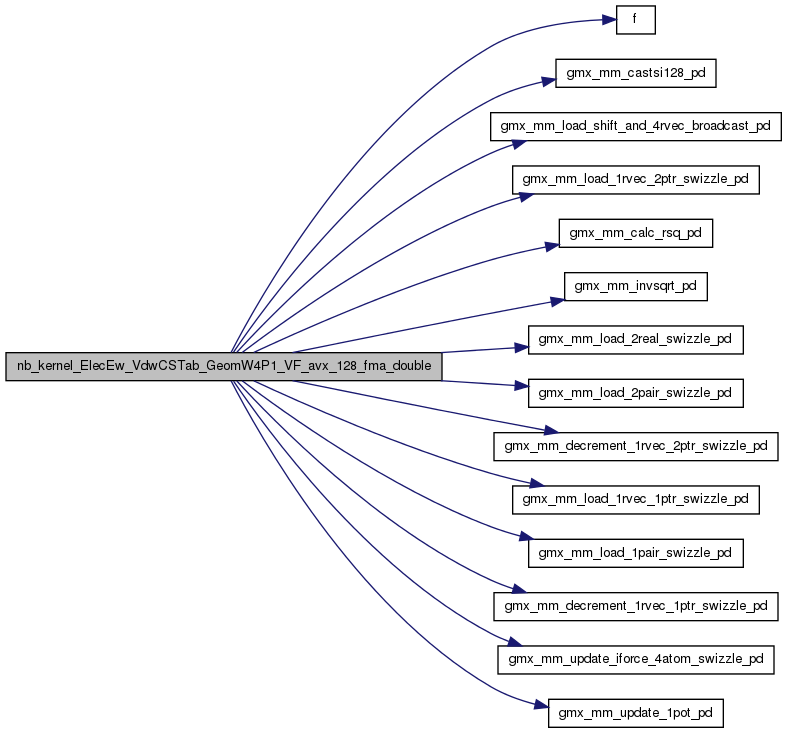 f
gmx_mm_castsi128_pd
gmx_mm_load_shift_and_4rvec_broadcast_pd
gmx_mm_load_1rvec_2ptr_swizzle_pd
gmx_mm_calc_rsq_pd
gmx_mm_invsqrt_pd
gmx_mm_load_2real_swizzle_pd
nb_kernel_ElecEw_VdwCSTab_GeomW4P1_VF_avx_128_fma_double
gmx_mm_load_2pair_swizzle_pd
gmx_mm_decrement_1rvec_2ptr_swizzle_pd
gmx_mm_load_1rvec_1ptr_swizzle_pd
gmx_mm_load_1pair_swizzle_pd
gmx_mm_decrement_1rvec_1ptr_swizzle_pd
gmx_mm_update_iforce_4atom_swizzle_pd
gmx_mm_update_1pot_pd